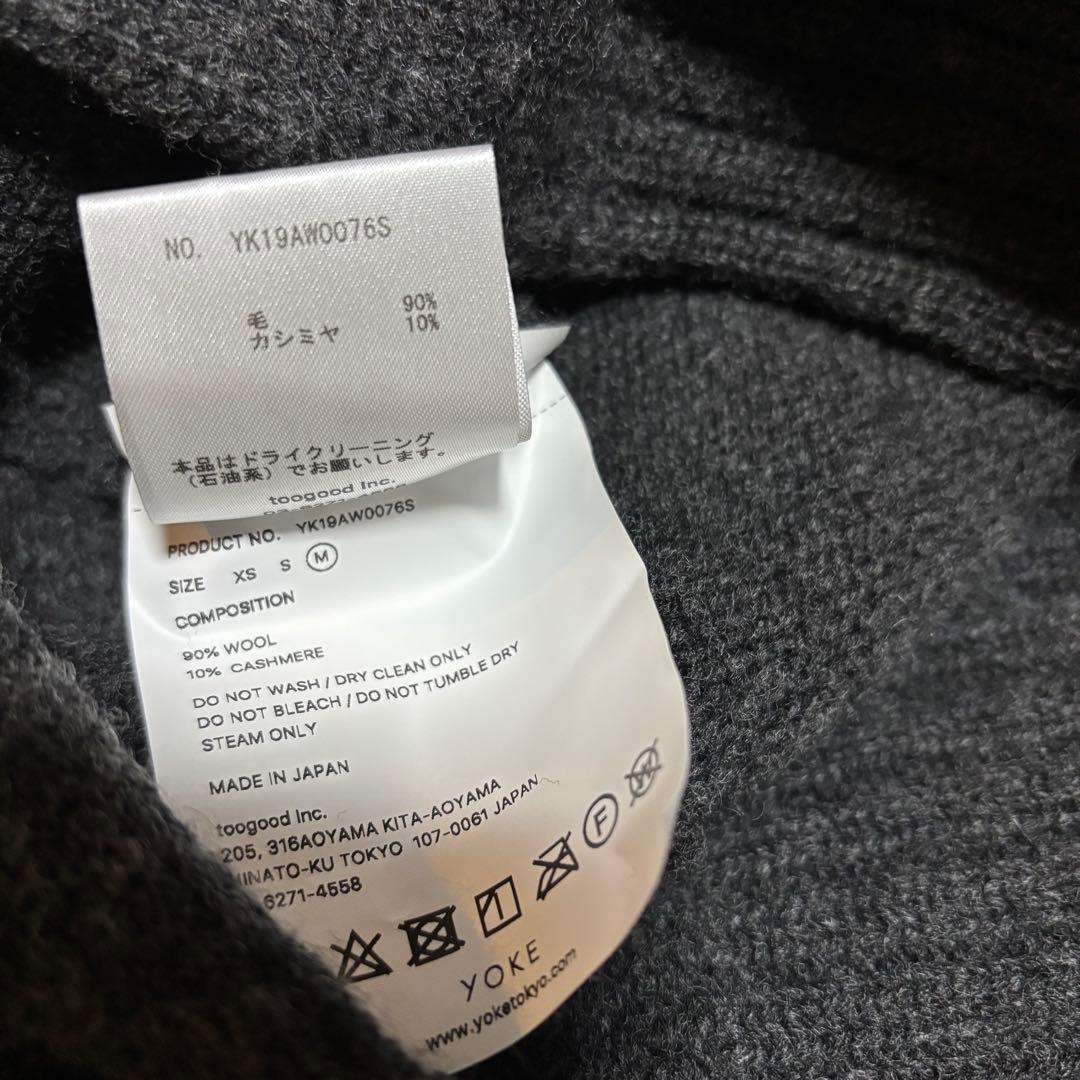 NO. YK19AW0076S
毛 90%
カシミヤ 10%
本品はドライクリーニング
(石油系)でお願いします。
toogood Inc.
PRODUCT NO. YK19AW0076S
SIZE XS S M
COMPOSITION
90% WOOL
10% CASHMERE
DO NOT WASH / DRY CLEAN ONLY
DO NOT BLEACH / DO NOT TUMBLE DRY
STEAM ONLY
MADE IN JAPAN
toogood Inc.
205, 316AOYAMA KITA-AOYAMA
INATO-KU TOKYO 107-0061 JAPAN
6271-4558
F
W
YOKE
www.yoketokyo.com